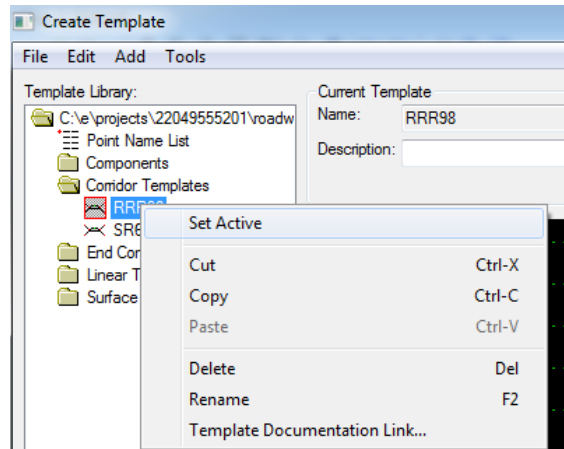 Create Template
File Edit Add Tools
Template Library:
Current Template
C:\e\projects\22049555201\roadw
Name: RRR98
Point Name List
Description:
Components
Corridor Templates
Set Active
End Cor
Cut Ctrl-X
Linear T
Surface
Copy Ctrl-C
Paste Ctrl-V
Delete Del
Rename F2
Template Documentation Link...